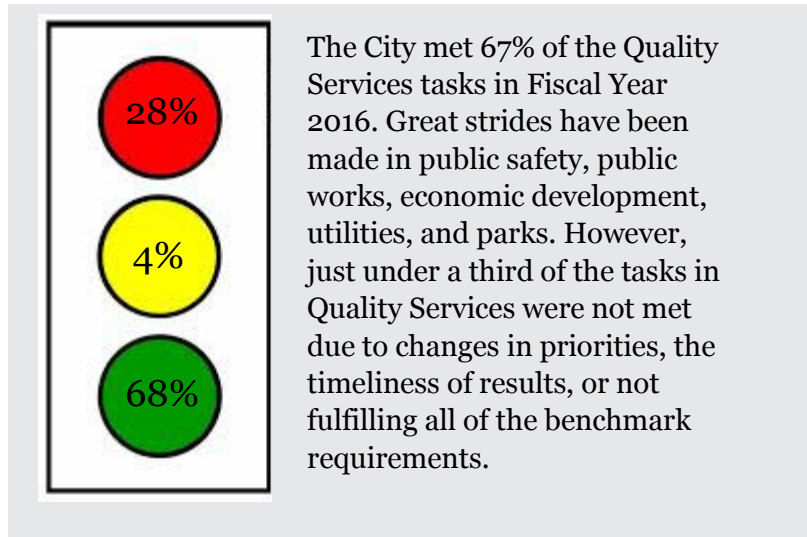 28%
4%
68%
The City met 67% of the Quality
Services tasks in Fiscal Year
2016. Great strides have been
made in public safety, public
works, economic development,
utilities, and parks. However,
just under a third of the tasks in
Quality Services were not met
due to changes in priorities, the
timeliness of results, or not
fulfilling all of the benchmark
requirements.